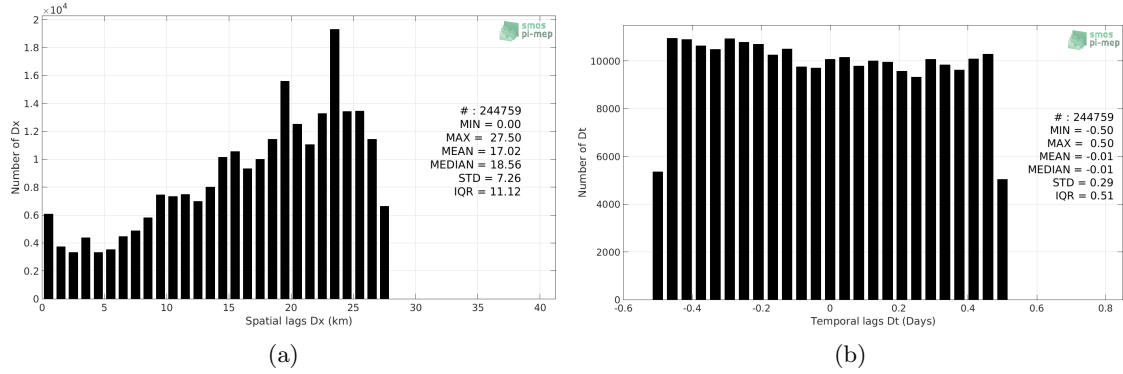 ×10^4
2
1.8
1.6
1.4
1.2
1
0.8
0.6
0.4
0.2
0
Number of Dx
0 5 10 15 20 25 30 35 40
Spatial lags Dx (km)
smos
pi-mep
# : 244759
MIN = 0.00
MAX = 27.50
MEAN = 17.02
MEDIAN = 18.56
STD = 7.26
IQR = 11.12
(a)
10000
8000
6000
4000
2000
0
Number of Dt
-0.6 -0.4 -0.2 0 0.2 0.4 0.6 0.8
Temporal lags Dt (Days)
smos
pi-mep
# : 244759
MIN = -0.50
MAX = 0.50
MEAN = -0.01
MEDIAN = -0.01
STD = 0.29
IQR = 0.51
(b)